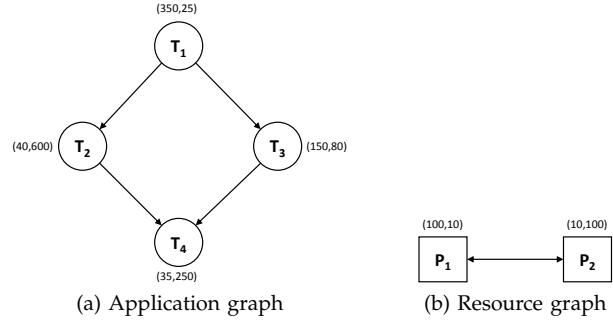 (350,25)
T1
(40,600)
T2
T3
(150,80)
T4
(35,250)
(100,10)
(10,100)
P1
P2
(a) Application graph
(b) Resource graph